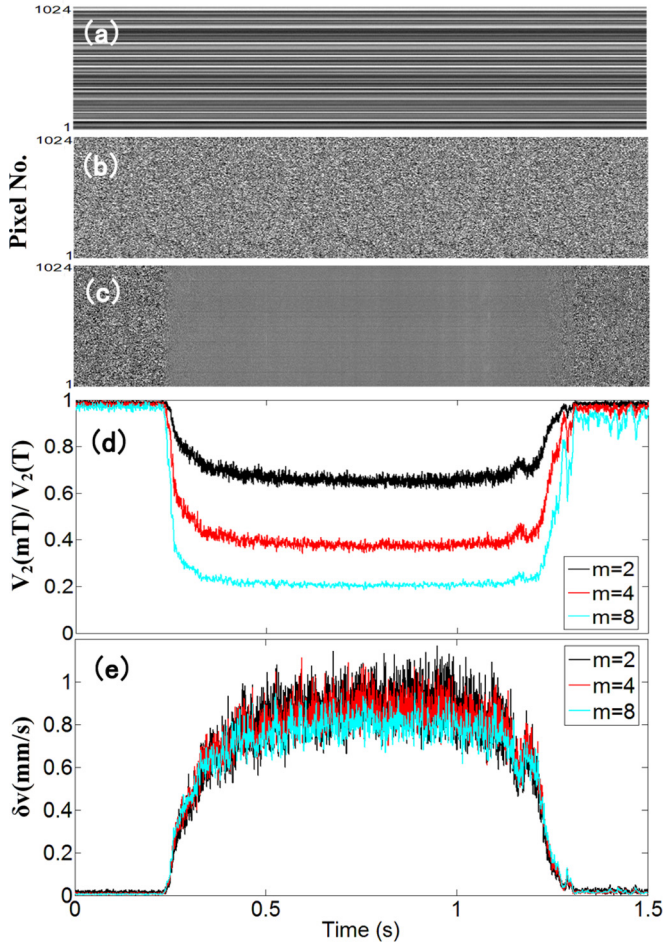 1024
(a)
1
1024
(b)
1
Pixel No.
1024
(c)
1
1
0.8
0.6
0.4
0.2
0
V₂(mT)/ V₂(T)
(d)
m=2
m=4
m=8
1
0.8
0.6
0.4
0.2
0
δv(mm/s)
(e)
m=2
m=4
m=8
0
0.5
1
1.5
Time (s)